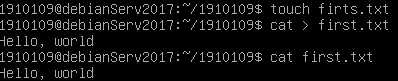 1910109@debianServ2017:~/1910109$ touch firts.txt
1910109@debianServ2017:~/1910109$ cat > first.txt
Hello, world
1910109@debianServ2017:~/1910109$ cat first.txt
Hello, world